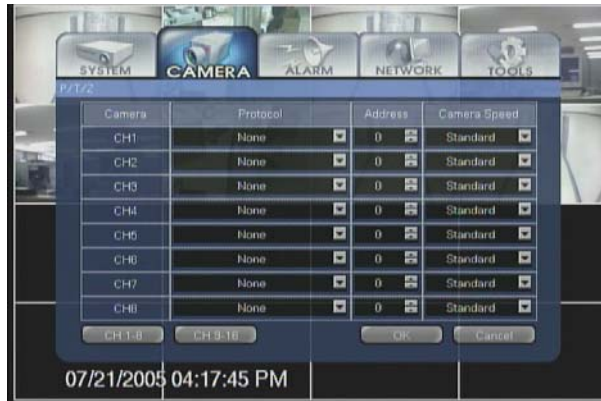 SYSTEM CAMERA ALARM NETWORK TOOLS
P/T/Z
Camera Protocol Address Camera Speed
CH1 None 0 Standard
CH2 None 0 Standard
CH3 None 0 Standard
CH4 None 0 Standard
CH5 None 0 Standard
CH6 None 0 Standard
CH7 None 0 Standard
CH8 None 0 Standard
CH 1-8 CH 9-16 OK Cancel
07/21/2005 04:17:45 PM